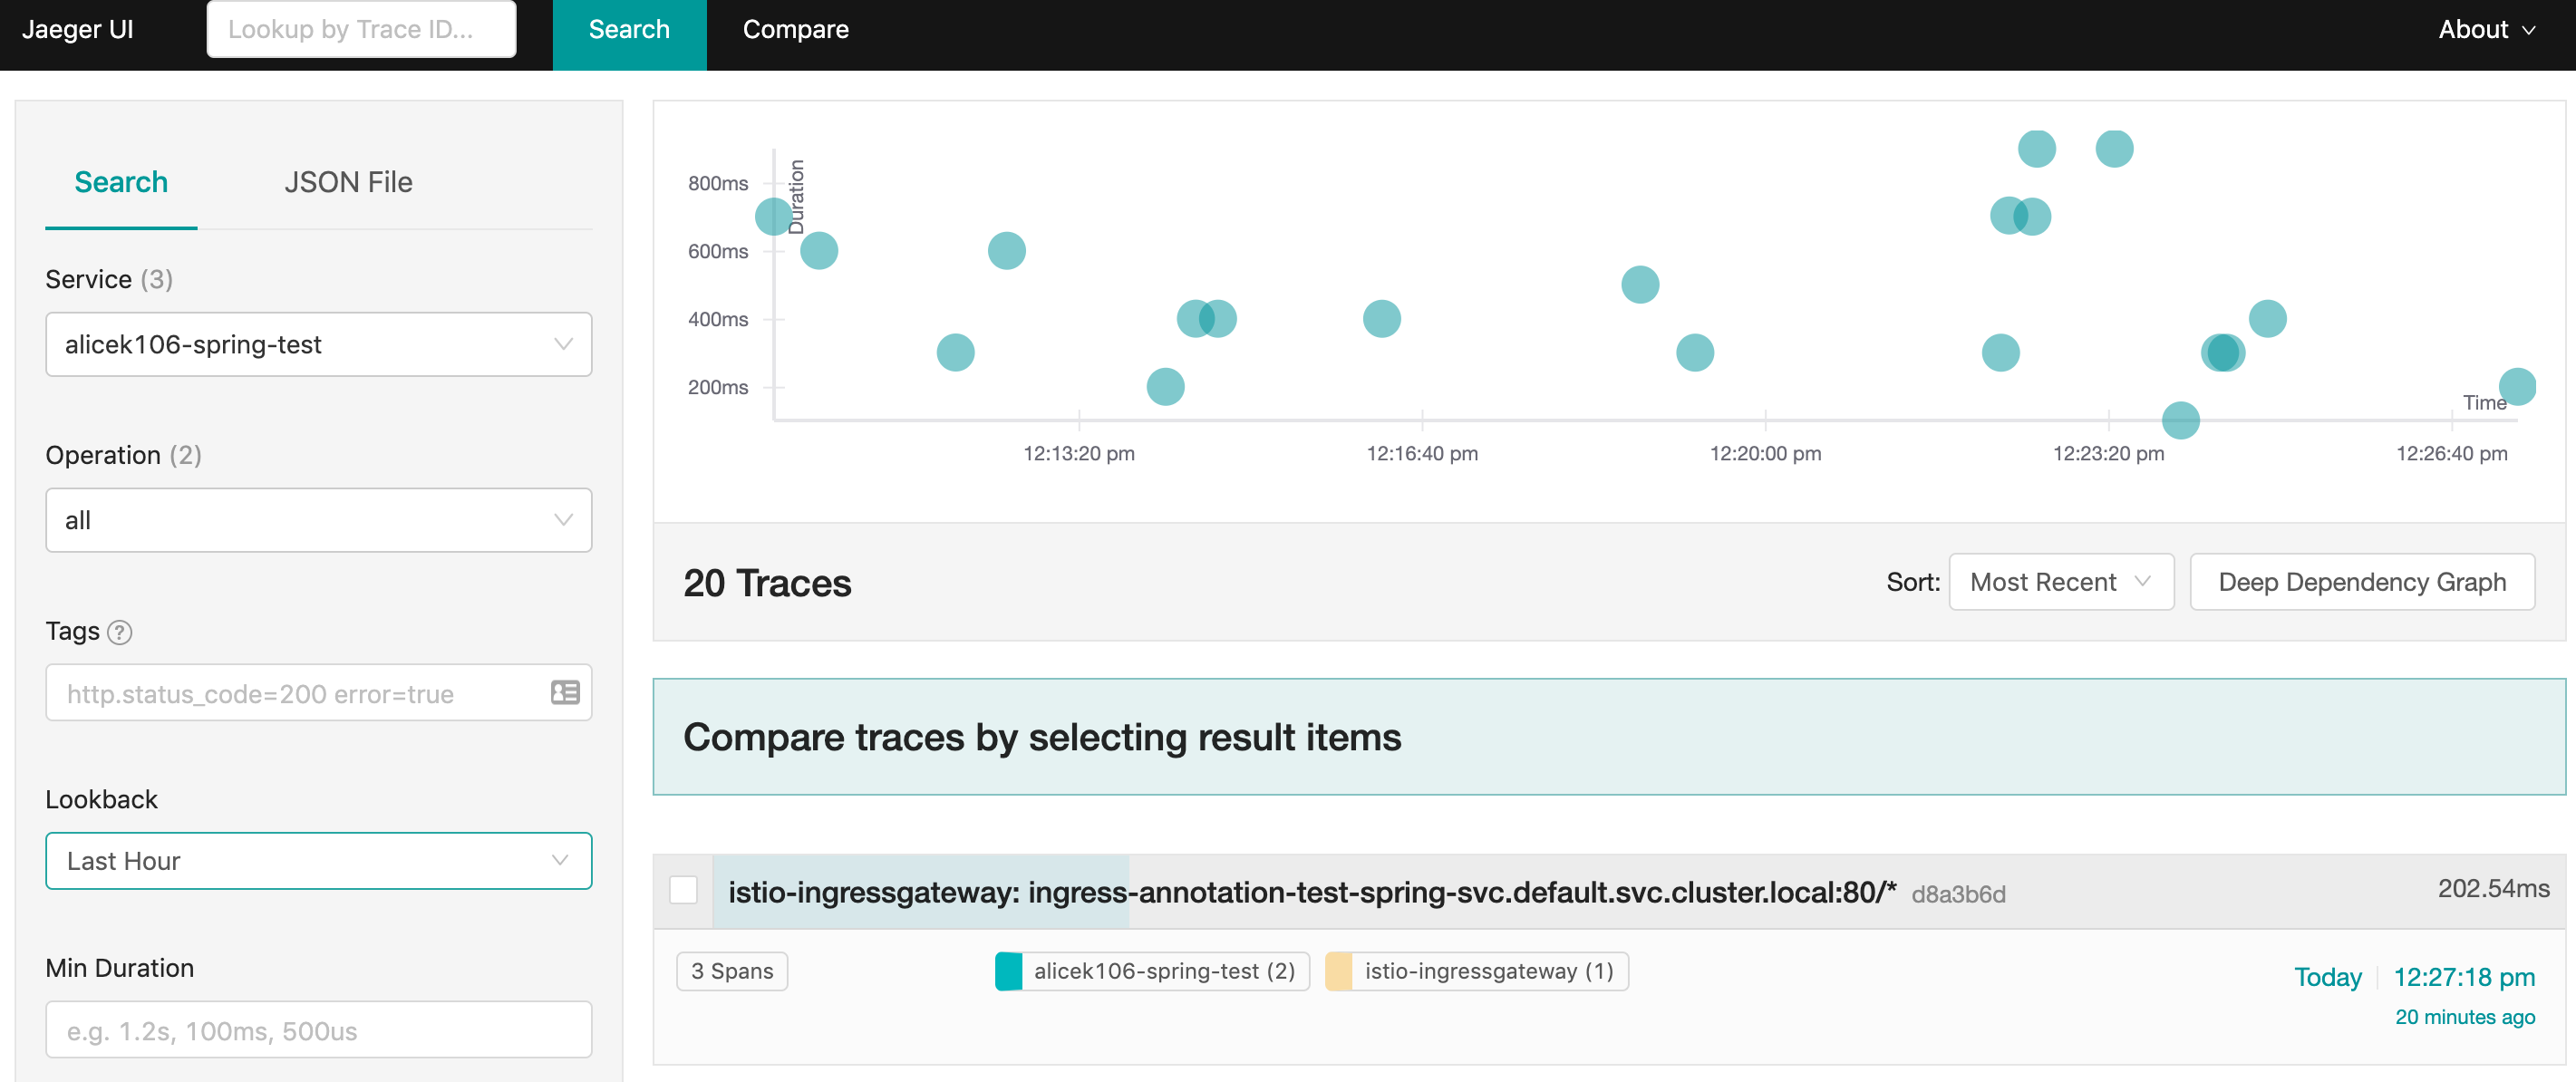 Jaeger UI
Lookup by Trace ID...
Search
Compare
About
Search
JSON File
Service (3)
alicek106-spring-test
Operation (2)
all
Tags ?
http.status_code=200 error=true
Lookback
Last Hour
Min Duration
e.g. 1.2s, 100ms, 500us
Duration
800ms
600ms
400ms
200ms
Time
12:13:20 pm
12:16:40 pm
12:20:00 pm
12:23:20 pm
12:26:40 pm
20 Traces
Sort: Most Recent
Deep Dependency Graph
Compare traces by selecting result items
istio-ingressgateway: ingress-annotation-test-spring-svc.default.svc.cluster.local:80/* d8a3b6d
202.54ms
3 Spans
alicek106-spring-test (2)
istio-ingressgateway (1)
Today 12:27:18 pm
20 minutes ago